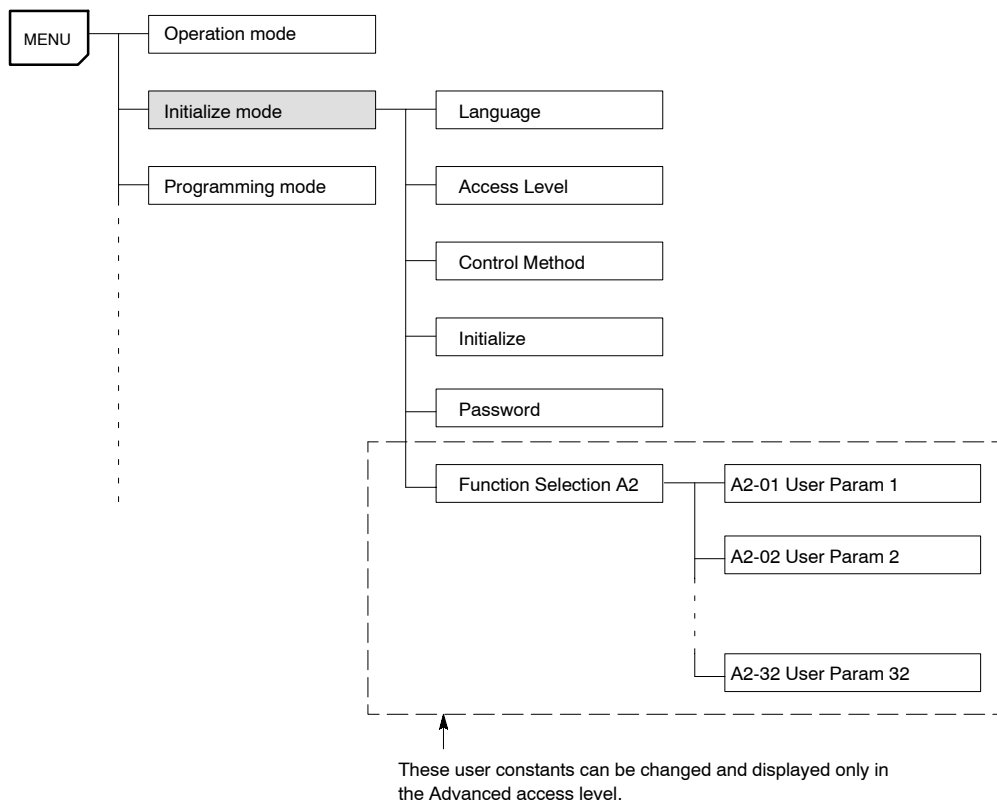 MENU
Operation mode
Initialize mode
Language
Programming mode
Access Level
Control Method
Initialize
Password
Function Selection A2
A2-01 User Param 1
A2-02 User Param 2
A2-32 User Param 32
These user constants can be changed and displayed only in
the Advanced access level.